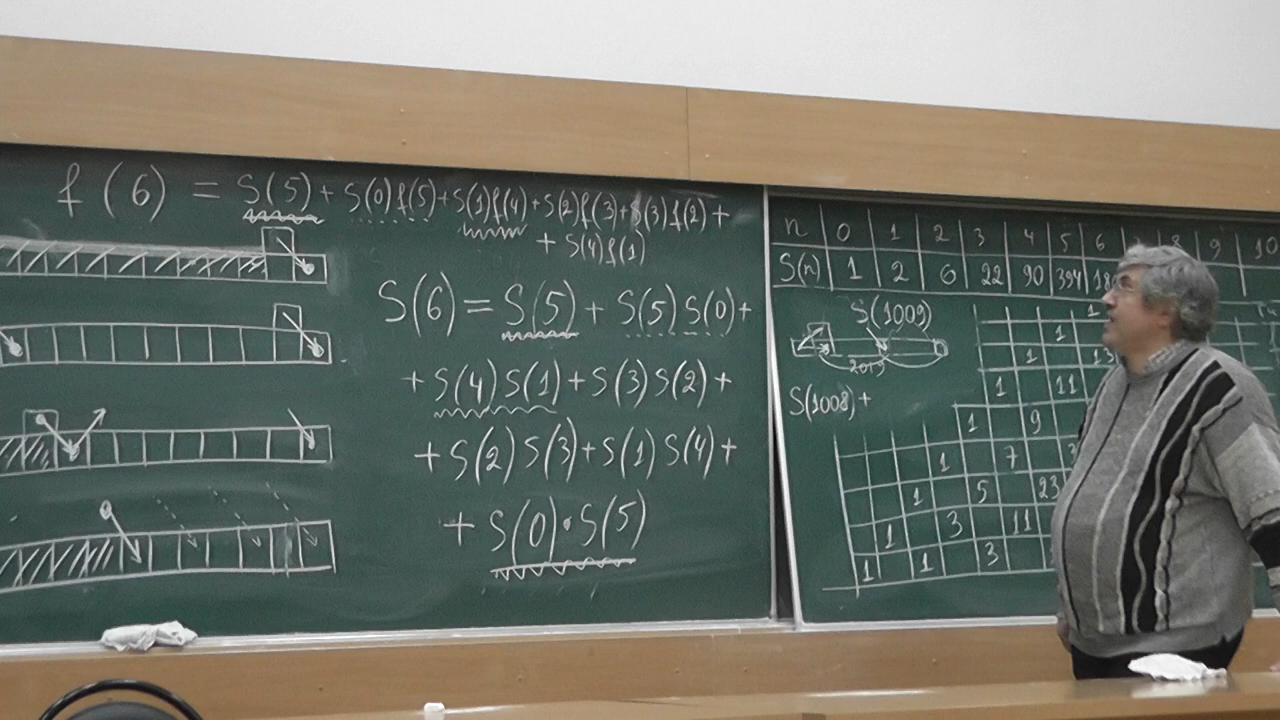 f (6) = S(5) + S(0) f(5) + S(1) f(4) + S(2) f(3) + S(3) f(2) +
+ S(4) f(1)
S(6) = S(5) + S(5) S(0) +
+ S(4) S(1) + S(3) S(2) +
+ S(2) S(3) + S(1) S(4) +
+ S(0) · S(5)
n 0 1 2 3 4 5 6 8 9 10
S(n) 1 2 6 22 90 394 18
S(1009)
2019
S(1008) +
1
1
1 13
1 11
1 9
1 7
1 5 23
1 3 11
1 1 3